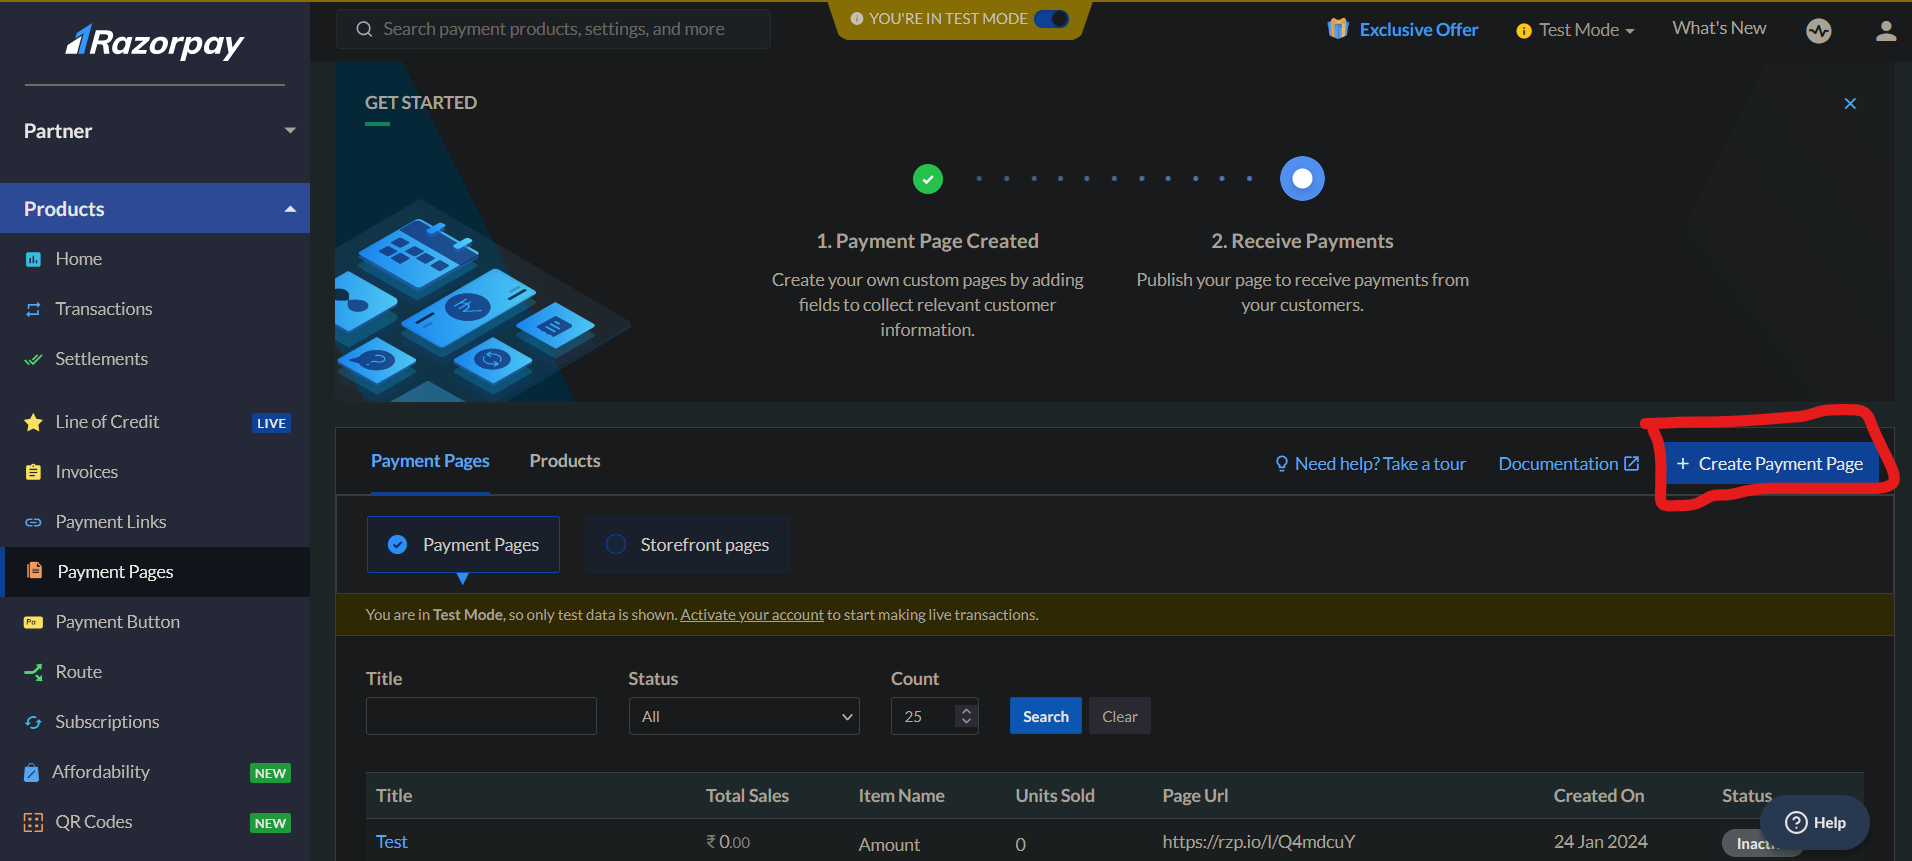 Razorpay
Search payment products, settings, and more
YOU'RE IN TEST MODE
Exclusive Offer
Test Mode
What's New
Partner
Products
Home
Transactions
Settlements
Line of Credit LIVE
Invoices
Payment Links
Payment Pages
Payment Button
Route
Subscriptions
Affordability NEW
QR Codes NEW
GET STARTED
1. Payment Page Created
Create your own custom pages by adding
fields to collect relevant customer
information.
2. Receive Payments
Publish your page to receive payments from
your customers.
Payment Pages Products Need help? Take a tour Documentation + Create Payment Page
Payment Pages Storefront pages
You are in Test Mode, so only test data is shown. Activate your account to start making live transactions.
Title Status Count
All 25 Search Clear
Title Total Sales Item Name Units Sold Page Url Created On Status
Test ₹ 0.00 Amount 0 https://rzp.io/l/Q4mdcuY 24 Jan 2024
Help